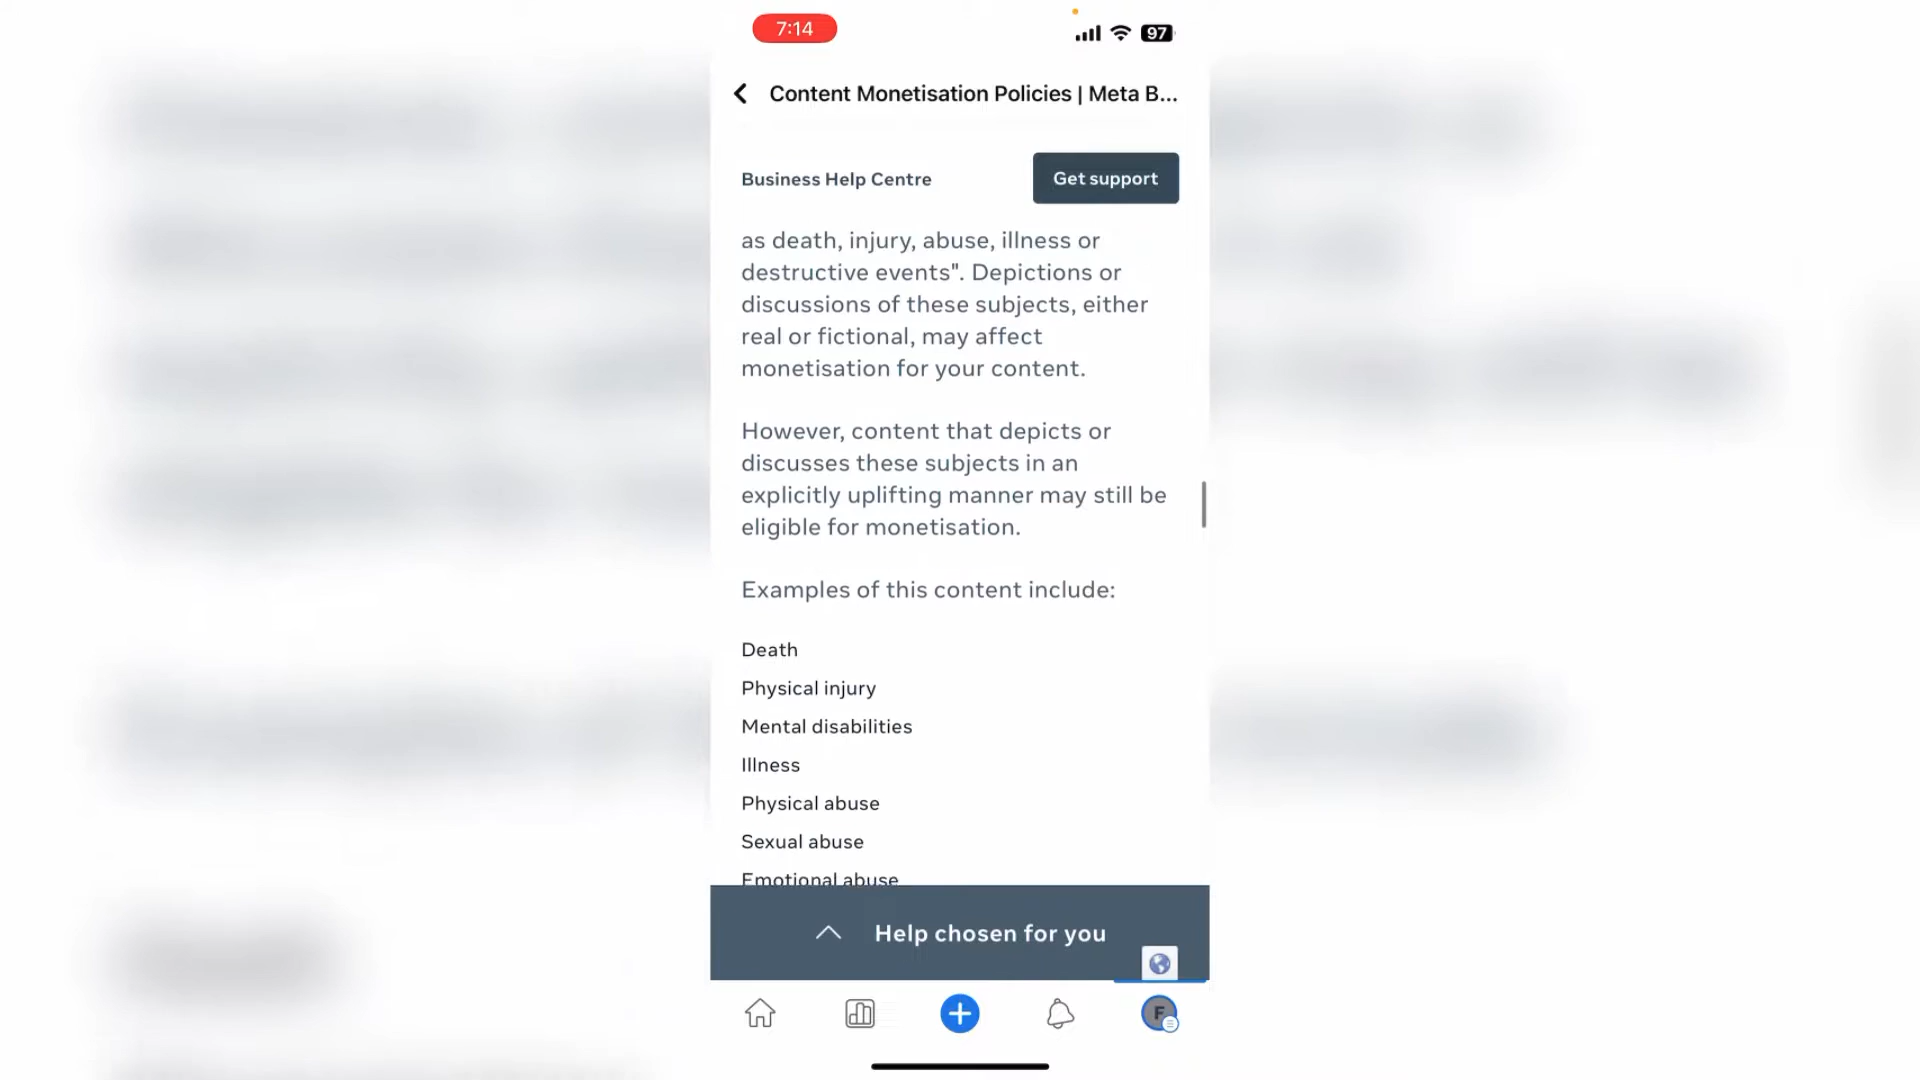 7:14
97
Content Monetisation Policies | Meta B...
Business Help Centre
Get support
as death, injury, abuse, illness or
destructive events". Depictions or
discussions of these subjects, either
real or fictional, may affect
monetisation for your content.
However, content that depicts or
discusses these subjects in an
explicitly uplifting manner may still be
eligible for monetisation.
Examples of this content include:
Death
Physical injury
Mental disabilities
Illness
Physical abuse
Sexual abuse
Emotional abuse
Help chosen for you
F